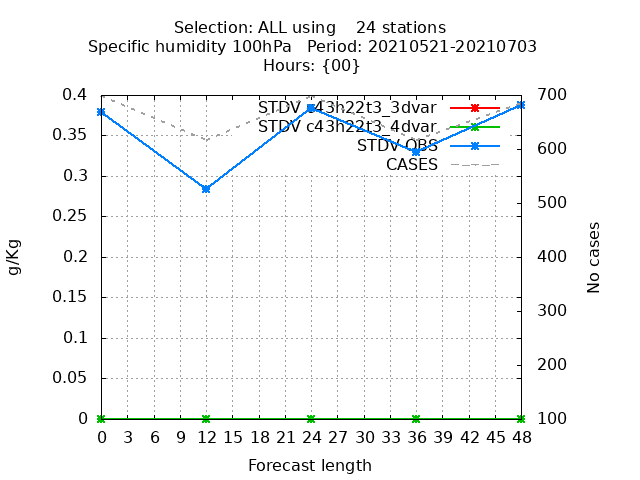 Selection: ALL using 24 stations
Specific humidity 100hPa Period: 20210521-20210703
Hours: {00}
STDV c43h22t3_3dvar
STDV c43h22t3_4dvar
STDV OBS
CASES
0.4
0.35
0.3
0.25
0.2
0.15
0.1
0.05
0
700
600
500
400
300
200
100
g/Kg
No cases
0 3 6 9 12 15 18 21 24 27 30 33 36 39 42 45 48
Forecast length